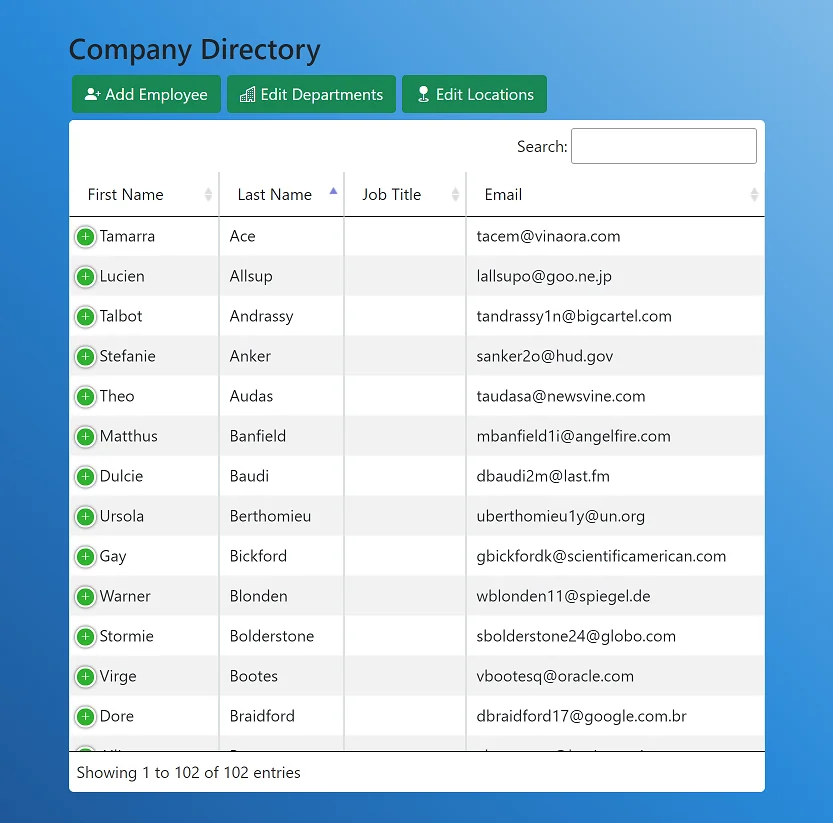 Company Directory
Add Employee Edit Departments Edit Locations
Search:
First Name Last Name Job Title Email
Tamarra Ace tacem@vinaora.com
Lucien Allsup lallsupo@goo.ne.jp
Talbot Andrassy tandrassy1n@bigcartel.com
Stefanie Anker sanker2o@hud.gov
Theo Audas taudasa@newsvine.com
Matthus Banfield mbanfield1i@angelfire.com
Dulcie Baudi dbaudi2m@last.fm
Ursola Berthomieu uberthomieu1y@un.org
Gay Bickford gbickfordk@scientificamerican.com
Warner Blonden wblonden11@spiegel.de
Stormie Bolderstone sbolderstone24@globo.com
Virge Bootes vbootesq@oracle.com
Dore Braidford dbraidford17@google.com.br
Showing 1 to 102 of 102 entries